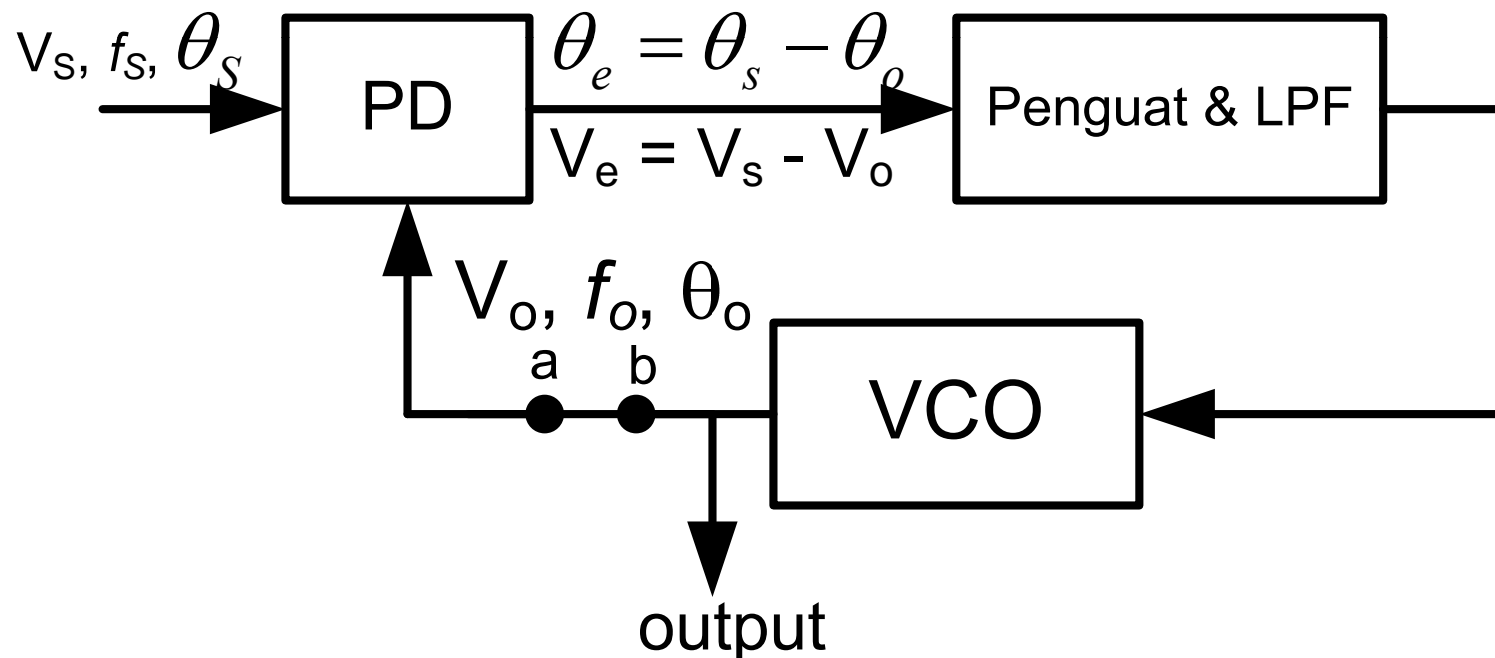 Vs, fs, θS
PD
θe = θs − θo
Ve = Vs - Vo
Penguat & LPF
Vo, fo, θo
a
b
VCO
output